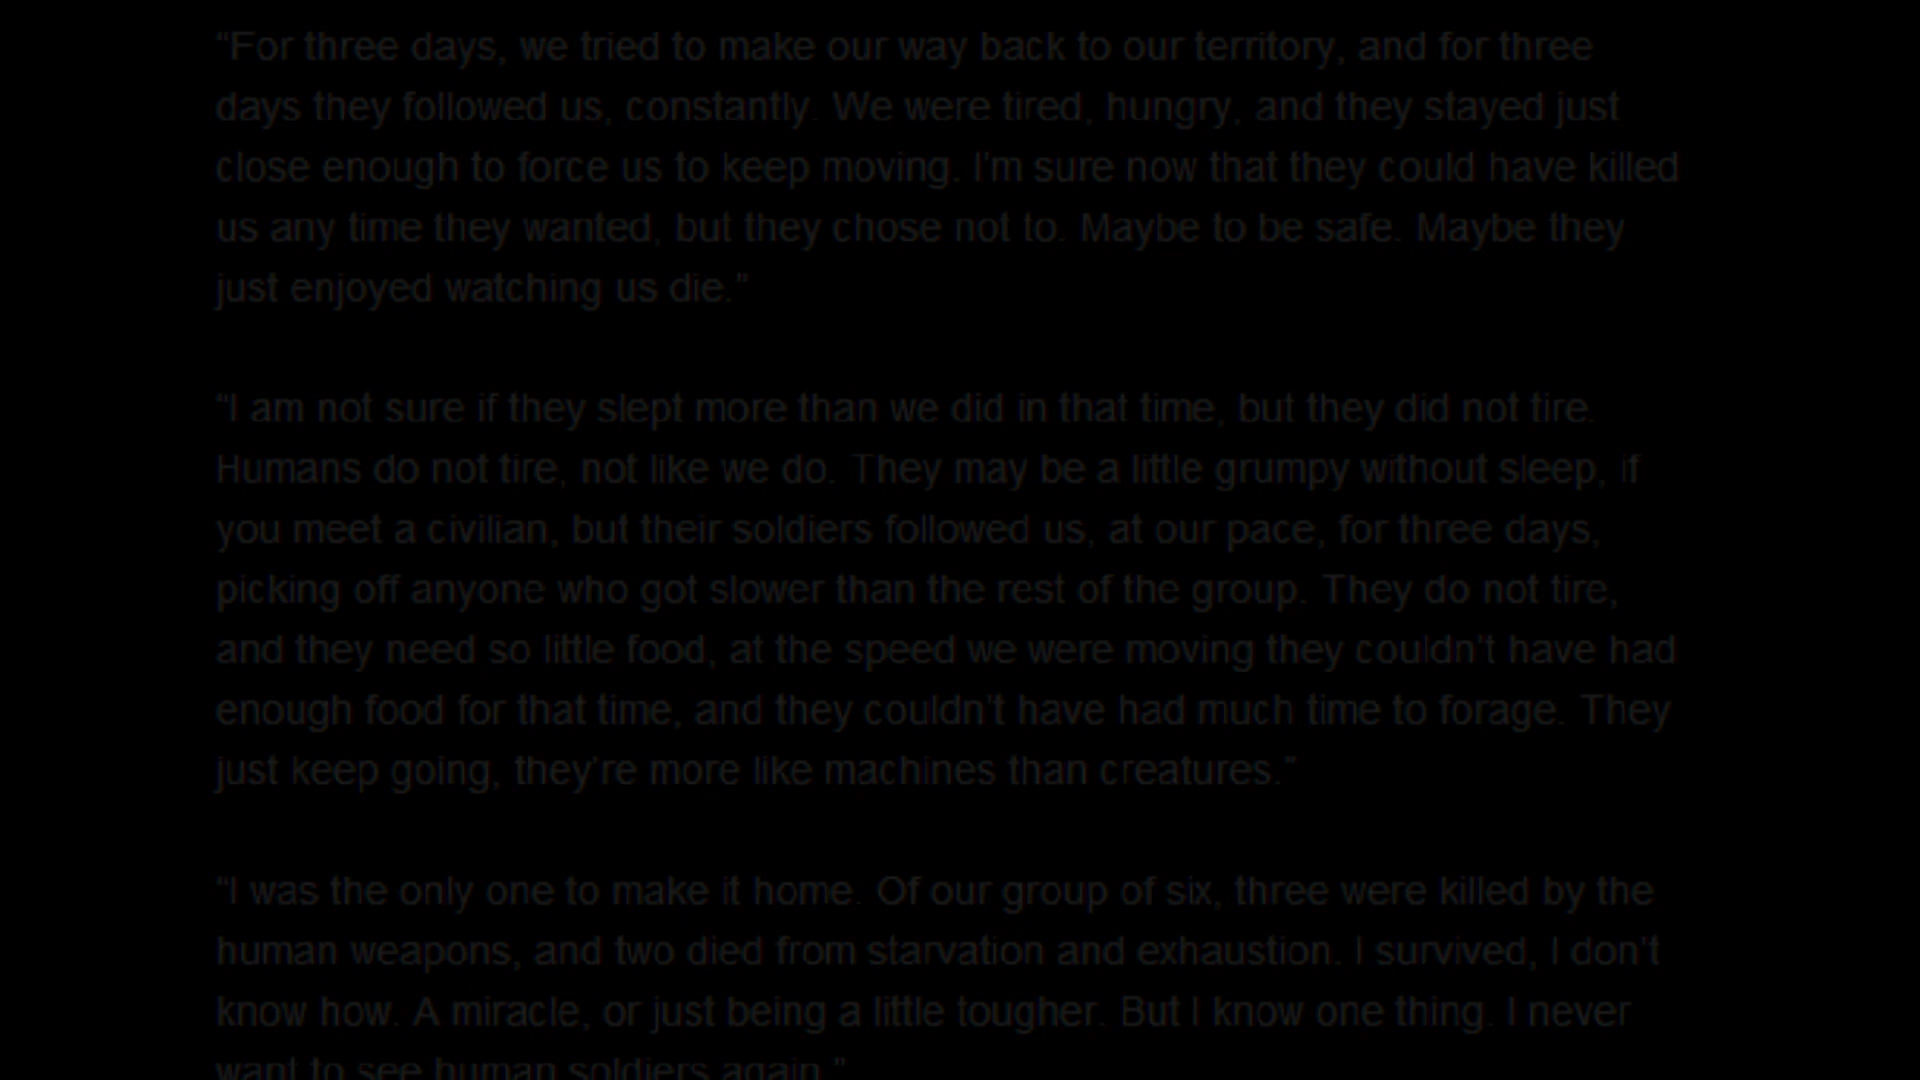 “For three days, we tried to make our way back to our territory, and for three
days they followed us, constantly. We were tired, hungry, and they stayed just
close enough to force us to keep moving. I'm sure now that they could have killed
us any time they wanted, but they chose not to. Maybe to be safe. Maybe they
just enjoyed watching us die."
“I am not sure if they slept more than we did in that time, but they did not tire.
Humans do not tire, not like we do. They may be a little grumpy without sleep, if
you meet a civilian, but their soldiers followed us, at our pace, for three days,
picking off anyone who got slower than the rest of the group. They do not tire,
and they need so little food, at the speed we were moving they couldn't have had
enough food for that time, and they couldn't have had much time to forage. They
just keep going, they're more like machines than creatures."
“I was the only one to make it home. Of our group of six, three were killed by the
human weapons, and two died from starvation and exhaustion. I survived, I don't
know how. A miracle, or just being a little tougher. But I know one thing. I never
want to see human soldiers again."